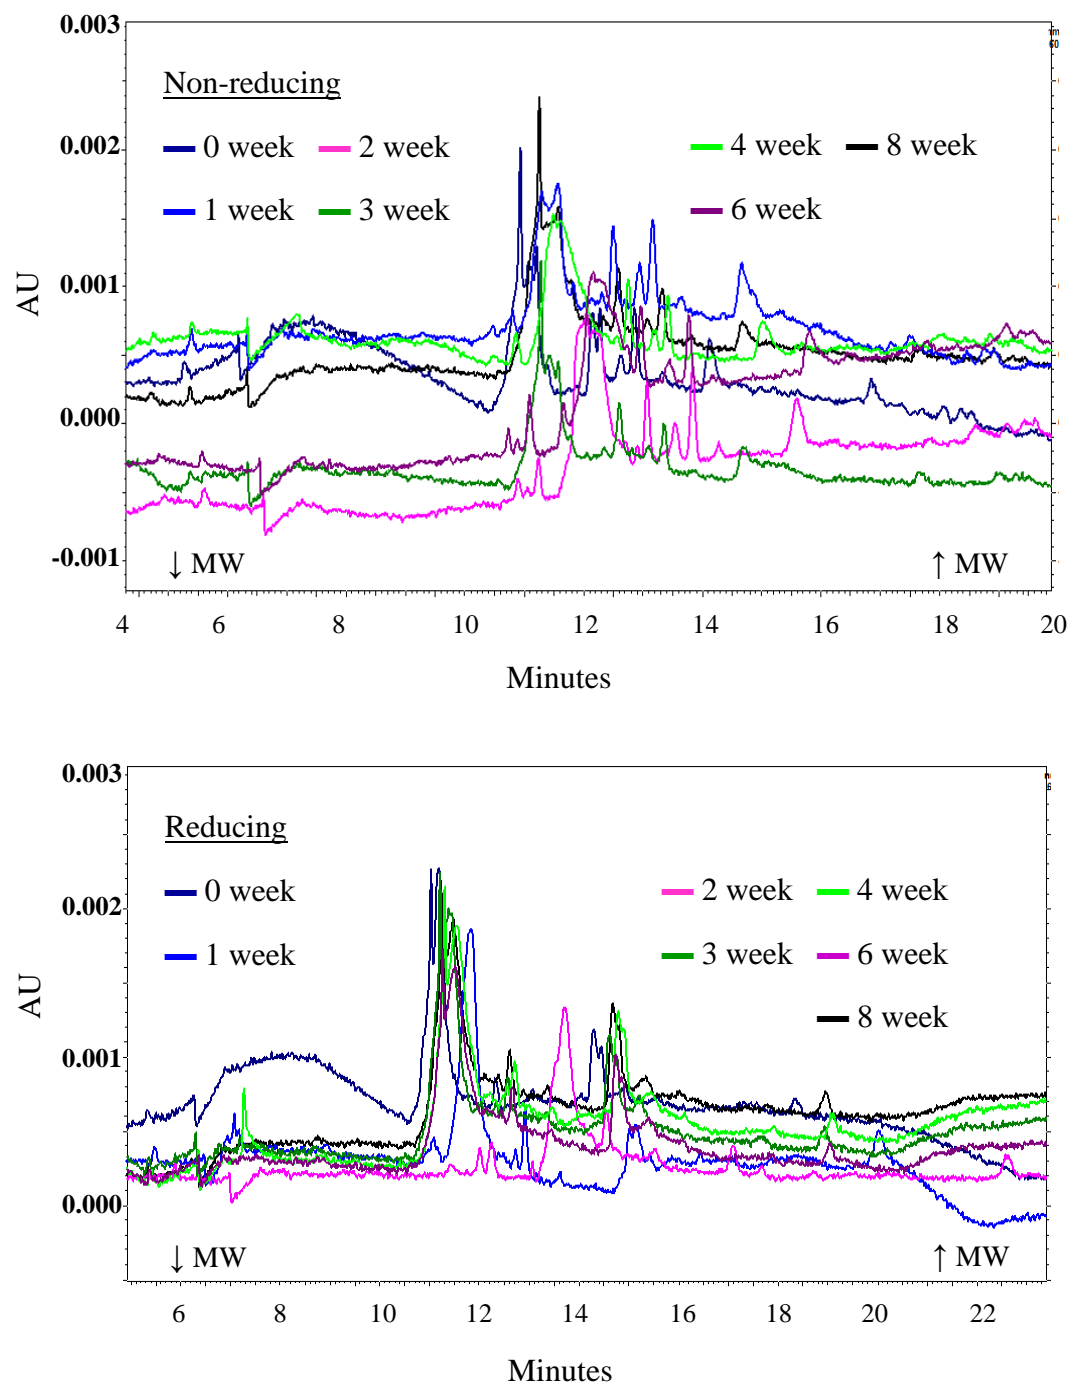 0.003
Non-reducing
0.002
0 week 2 week 4 week 8 week
1 week 3 week 6 week
AU
0.001
0.000
-0.001
↓ MW ↑ MW
4 6 8 10 12 14 16 18 20
Minutes
0.003
Reducing
0 week 2 week 4 week
0.002
1 week 3 week 6 week
8 week
AU
0.001
0.000
↓ MW ↑ MW
6 8 10 12 14 16 18 20 22
Minutes